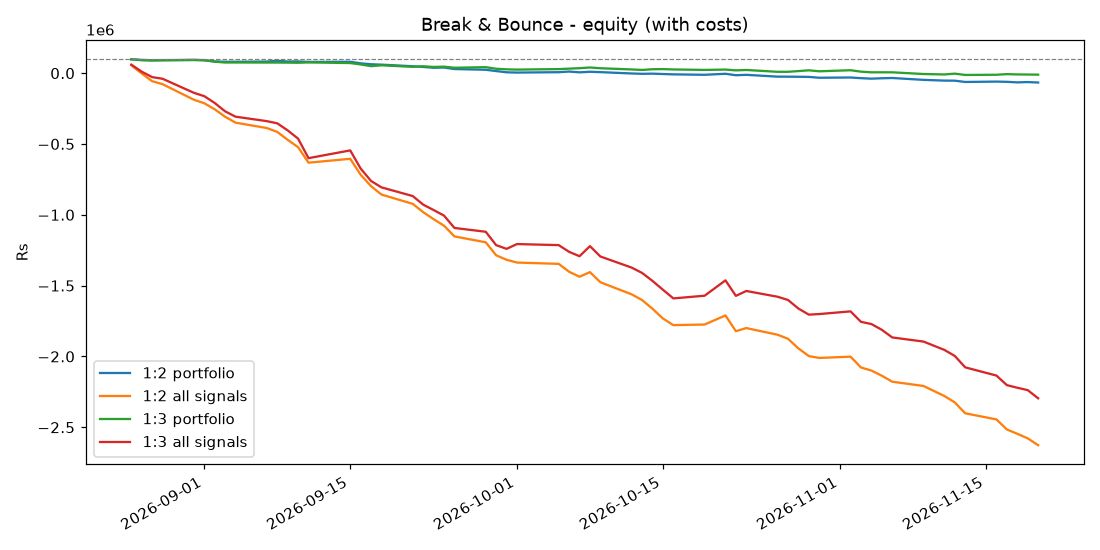 Break & Bounce - equity (with costs)
1e6
0.0
−0.5
−1.0
−1.5
−2.0
−2.5
Rs
1:2 portfolio
1:2 all signals
1:3 portfolio
1:3 all signals
2026-09-01
2026-09-15
2026-10-01
2026-10-15
2026-11-01
2026-11-15